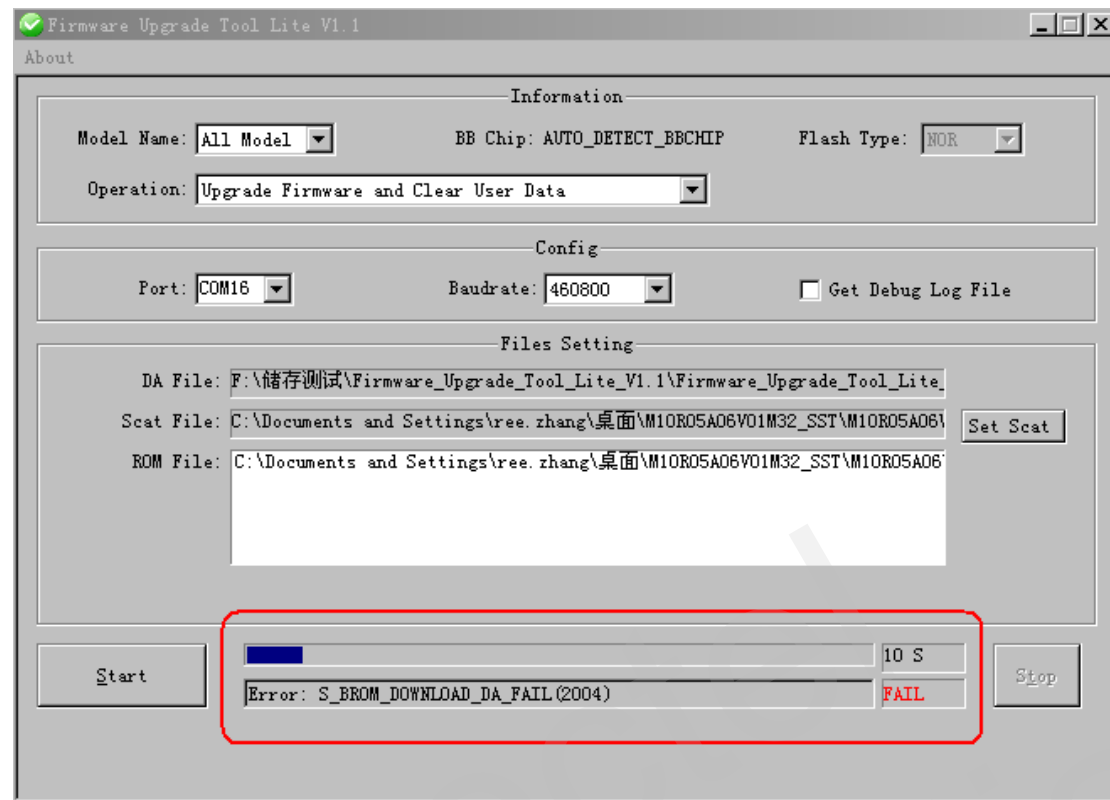 Firmware Upgrade Tool Lite V1.1
About
Information
Model Name: All Model BB Chip: AUTO_DETECT_BBCHIP Flash Type: NOR
Operation: Upgrade Firmware and Clear User Data
Config
Port: COM16 Baudrate: 460800 Get Debug Log File
Files Setting
DA File: F:\储存测试\Firmware_Upgrade_Tool_Lite_V1.1\Firmware_Upgrade_Tool_Lite_
Scat File: C:\Documents and Settings\ree.zhang\桌面\M10R05A06V01M32_SST\M10R05A06\ Set Scat
ROM File: C:\Documents and Settings\ree.zhang\桌面\M10R05A06V01M32_SST\M10R05A06
10 S
Start Stop
Error: S_BROM_DOWNLOAD_DA_FAIL(2004) FAIL